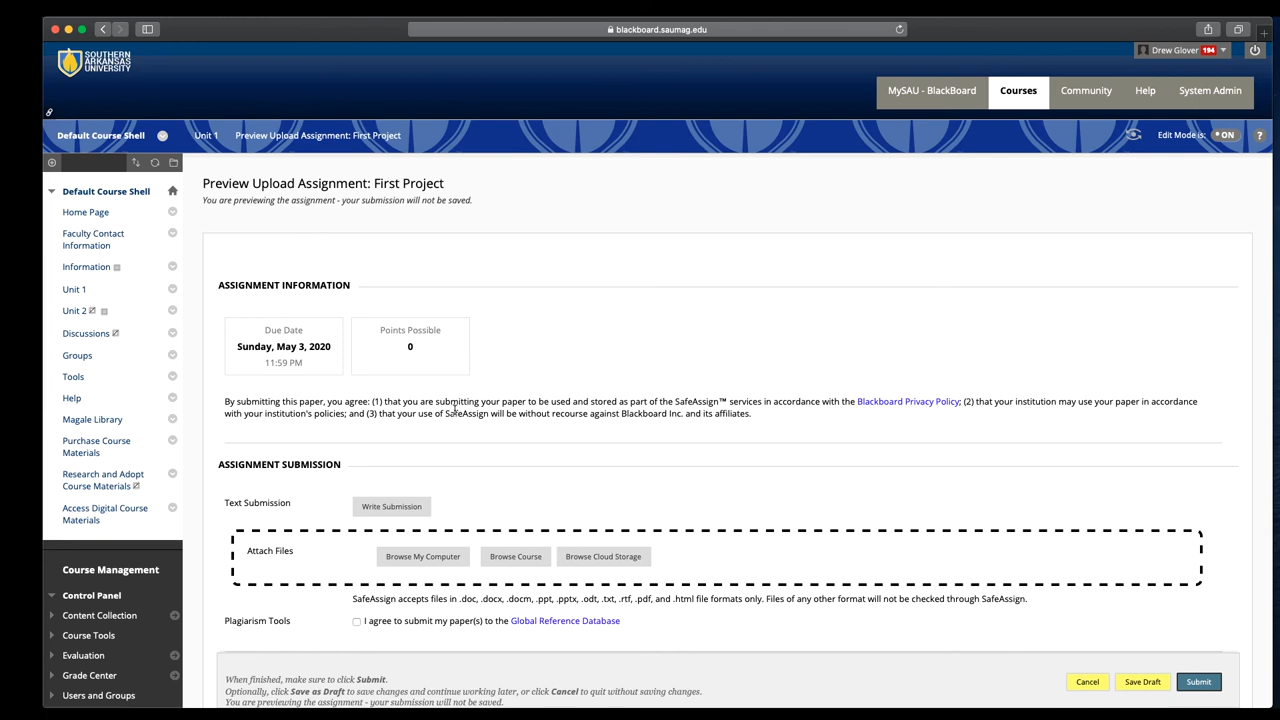 blackboard.saumag.edu
SOUTHERN
ARKANSAS
UNIVERSITY
Drew Glover 194
MySAU - BlackBoard Courses Community Help System Admin
Default Course Shell Unit 1 Preview Upload Assignment: First Project Edit Mode is: ON ?
Default Course Shell
Home Page
Faculty Contact
Information
Information
Unit 1
Unit 2
Discussions
Groups
Tools
Help
Magale Library
Purchase Course
Materials
Research and Adopt
Course Materials
Access Digital Course
Materials
Course Management
Control Panel
Content Collection
Course Tools
Evaluation
Grade Center
Users and Groups
Preview Upload Assignment: First Project
You are previewing the assignment - your submission will not be saved.
ASSIGNMENT INFORMATION
Due Date
Sunday, May 3, 2020
11:59 PM
Points Possible
0
By submitting this paper, you agree: (1) that you are submitting your paper to be used and stored as part of the SafeAssign™ services in accordance with the Blackboard Privacy Policy; (2) that your institution may use your paper in accordance
with your institution's policies; and (3) that your use of SafeAssign will be without recourse against Blackboard Inc. and its affiliates.
ASSIGNMENT SUBMISSION
Text Submission Write Submission
Attach Files Browse My Computer Browse Course Browse Cloud Storage
SafeAssign accepts files in .doc, .docx, .docm, .ppt, .pptx, .odt, .txt, .rtf, .pdf, and .html file formats only. Files of any other format will not be checked through SafeAssign.
Plagiarism Tools I agree to submit my paper(s) to the Global Reference Database
When finished, make sure to click Submit.
Optionally, click Save as Draft to save changes and continue working later, or click Cancel to quit without saving changes.
You are previewing the assignment - your submission will not be saved.
Cancel Save Draft Submit